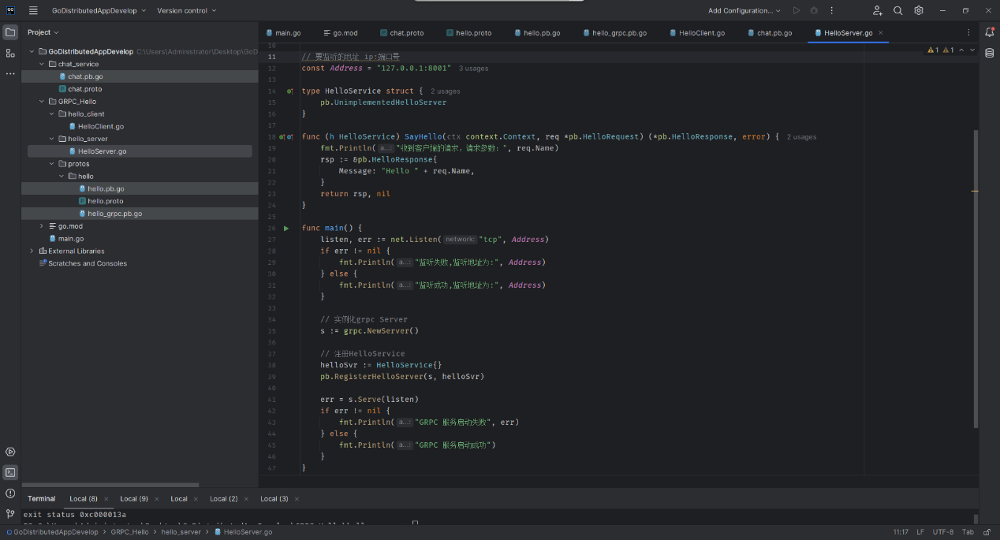 GoDistributedAppDevelop Version control Add Configuration...
Project
main.go go.mod chat.proto hello.proto hello.pb.go hello_grpc.pb.go HelloClient.go chat.pb.go HelloServer.go
GoDistributedAppDevelop C:\Users\Administrator\Desktop\GoD
chat_service
chat.pb.go
chat.proto
GRPC_Hello
hello_client
HelloClient.go
hello_server
HelloServer.go
protos
hello
hello.pb.go
hello.proto
hello_grpc.pb.go
go.mod
main.go
External Libraries
Scratches and Consoles
1 1
10
11 // 要监听的地址 ip:端口号
12 const Address = "127.0.0.1:8001" 3 usages
13
14 type HelloService struct { 2 usages
15 pb.UnimplementedHelloServer
16 }
17
18 func (h HelloService) SayHello(ctx context.Context, req *pb.HelloRequest) (*pb.HelloResponse, error) { 2 usages
19 fmt.Println( a...: "收到客户端的请求，请求参数：", req.Name)
20 rsp := &pb.HelloResponse{
21 Message: "Hello " + req.Name,
22 }
23 return rsp, nil
24 }
25
26 func main() {
27 listen, err := net.Listen( network: "tcp", Address)
28 if err != nil {
29 fmt.Println( a...: "监听失败,监听地址为:", Address)
30 } else {
31 fmt.Println( a...: "监听成功,监听地址为:", Address)
32 }
33
34 // 实例化grpc Server
35 s := grpc.NewServer()
36
37 // 注册HelloService
38 helloSvr := HelloService{}
39 pb.RegisterHelloServer(s, helloSvr)
40
41 err = s.Serve(listen)
42 if err != nil {
43 fmt.Println( a...: "GRPC 服务启动失败", err)
44 } else {
45 fmt.Println( a...: "GRPC 服务启动成功")
46 }
47 }
Terminal Local (8) Local (9) Local Local (2) Local (3)
exit status 0xc000013a
GoDistributedAppDevelop > GRPC_Hello > hello_server > HelloServer.go 11:17 LF UTF-8 Tab